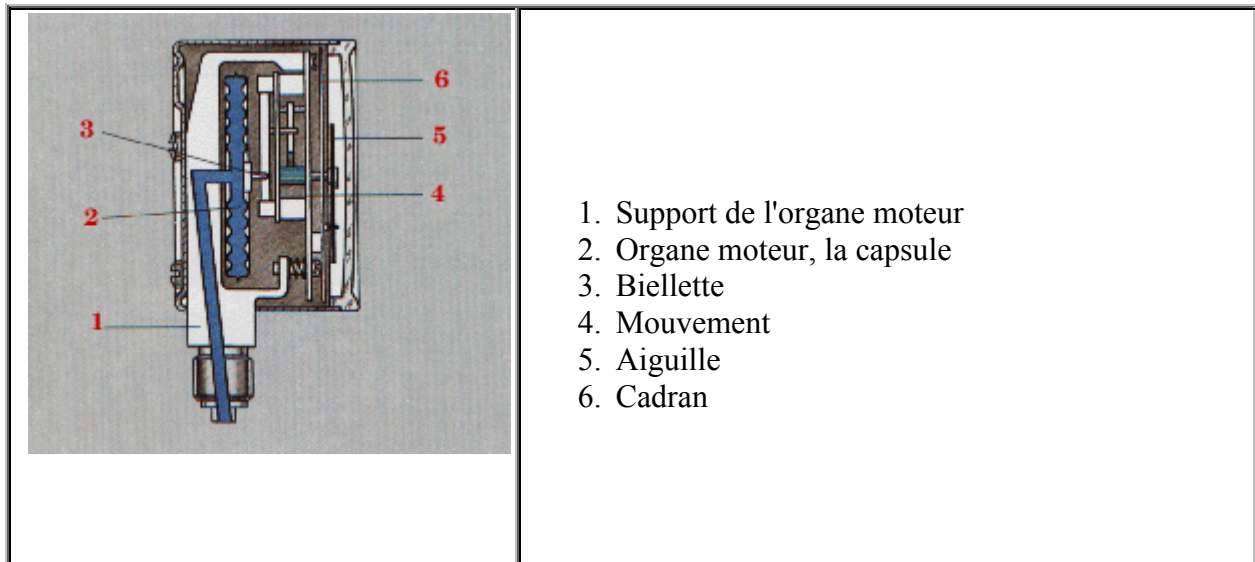 6
5
3
4
2
1
1. Support de l'organe moteur
2. Organe moteur, la capsule
3. Biellette
4. Mouvement
5. Aiguille
6. Cadran